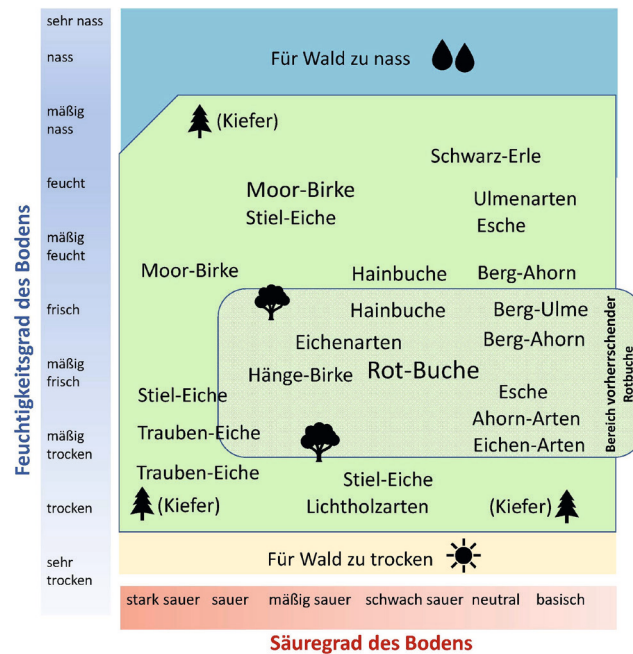 sehr nass
nass
mäßig
nass
feucht
mäßig
feucht
frisch
mäßig
frisch
mäßig
trocken
trocken
sehr
trocken
Feuchtigkeitsgrad des Bodens
Für Wald zu nass
(Kiefer)
Schwarz-Erle
Moor-Birke
Stiel-Eiche
Ulmenarten
Esche
Moor-Birke
Hainbuche
Berg-Ahorn
Hainbuche
Berg-Ulme
Eichenarten
Berg-Ahorn
Hänge-Birke
Rot-Buche
Stiel-Eiche
Esche
Trauben-Eiche
Ahorn-Arten
Eichen-Arten
Bereich vorherrschender
Rotbuche
Trauben-Eiche
Stiel-Eiche
(Kiefer)
Lichtholzarten
(Kiefer)
Für Wald zu trocken
stark sauer sauer mäßig sauer schwach sauer neutral basisch
Säuregrad des Bodens